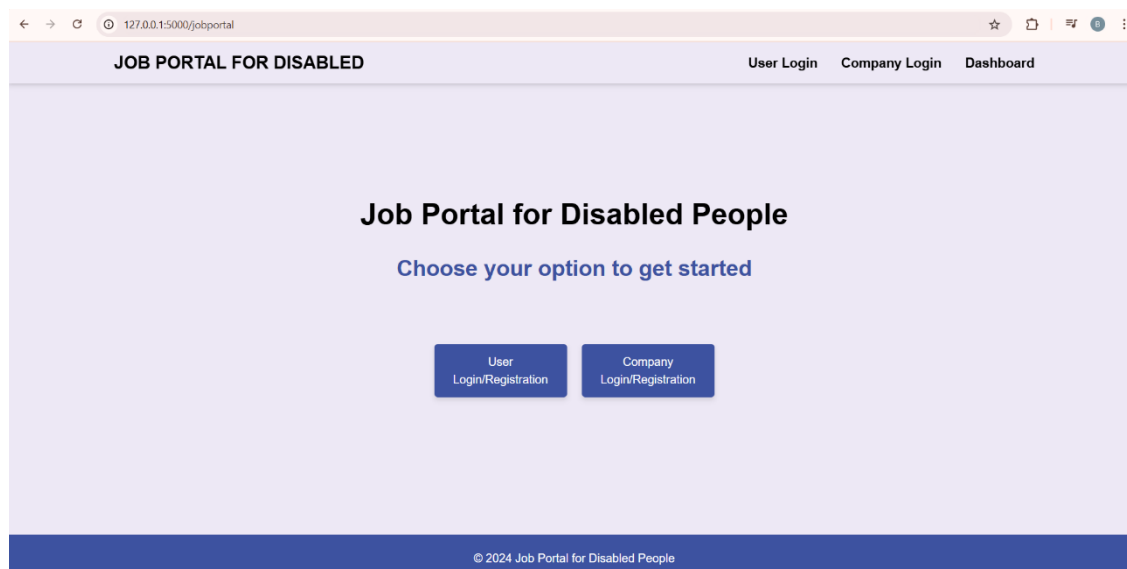 127.0.0.1:5000/jobportal
B
JOB PORTAL FOR DISABLED
User Login
Company Login
Dashboard
Job Portal for Disabled People
Choose your option to get started
User
Login/Registration
Company
Login/Registration
© 2024 Job Portal for Disabled People